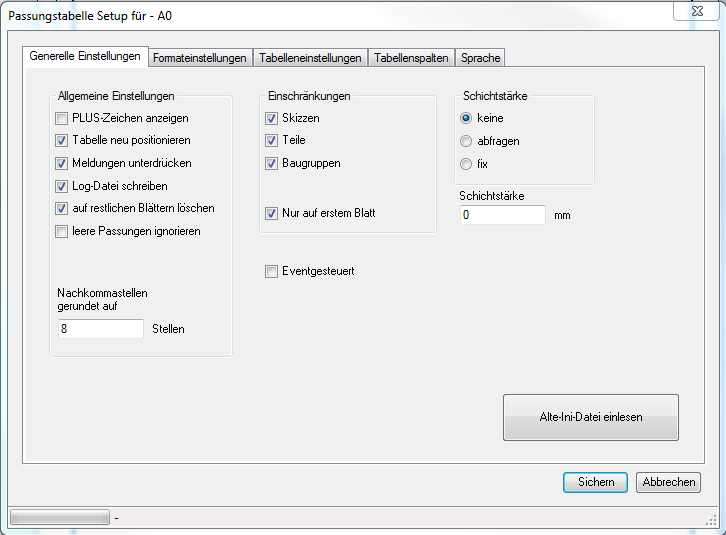 Passungstabelle Setup für - A0
Generelle Einstellungen
Formateinstellungen
Tabelleneinstellungen
Tabellenspalten
Sprache
Allgemeine Einstellungen
PLUS-Zeichen anzeigen
Tabelle neu positionieren
Meldungen unterdrücken
Log-Datei schreiben
auf restlichen Blättern löschen
leere Passungen ignorieren
Nachkommastellen
gerundet auf
8 Stellen
Einschränkungen
Skizzen
Teile
Baugruppen
Nur auf erstem Blatt
Eventgesteuert
Schichtstärke
keine
abfragen
fix
Schichtstärke
0 mm
Alte-Ini-Datei einlesen
Sichern
Abbrechen
-